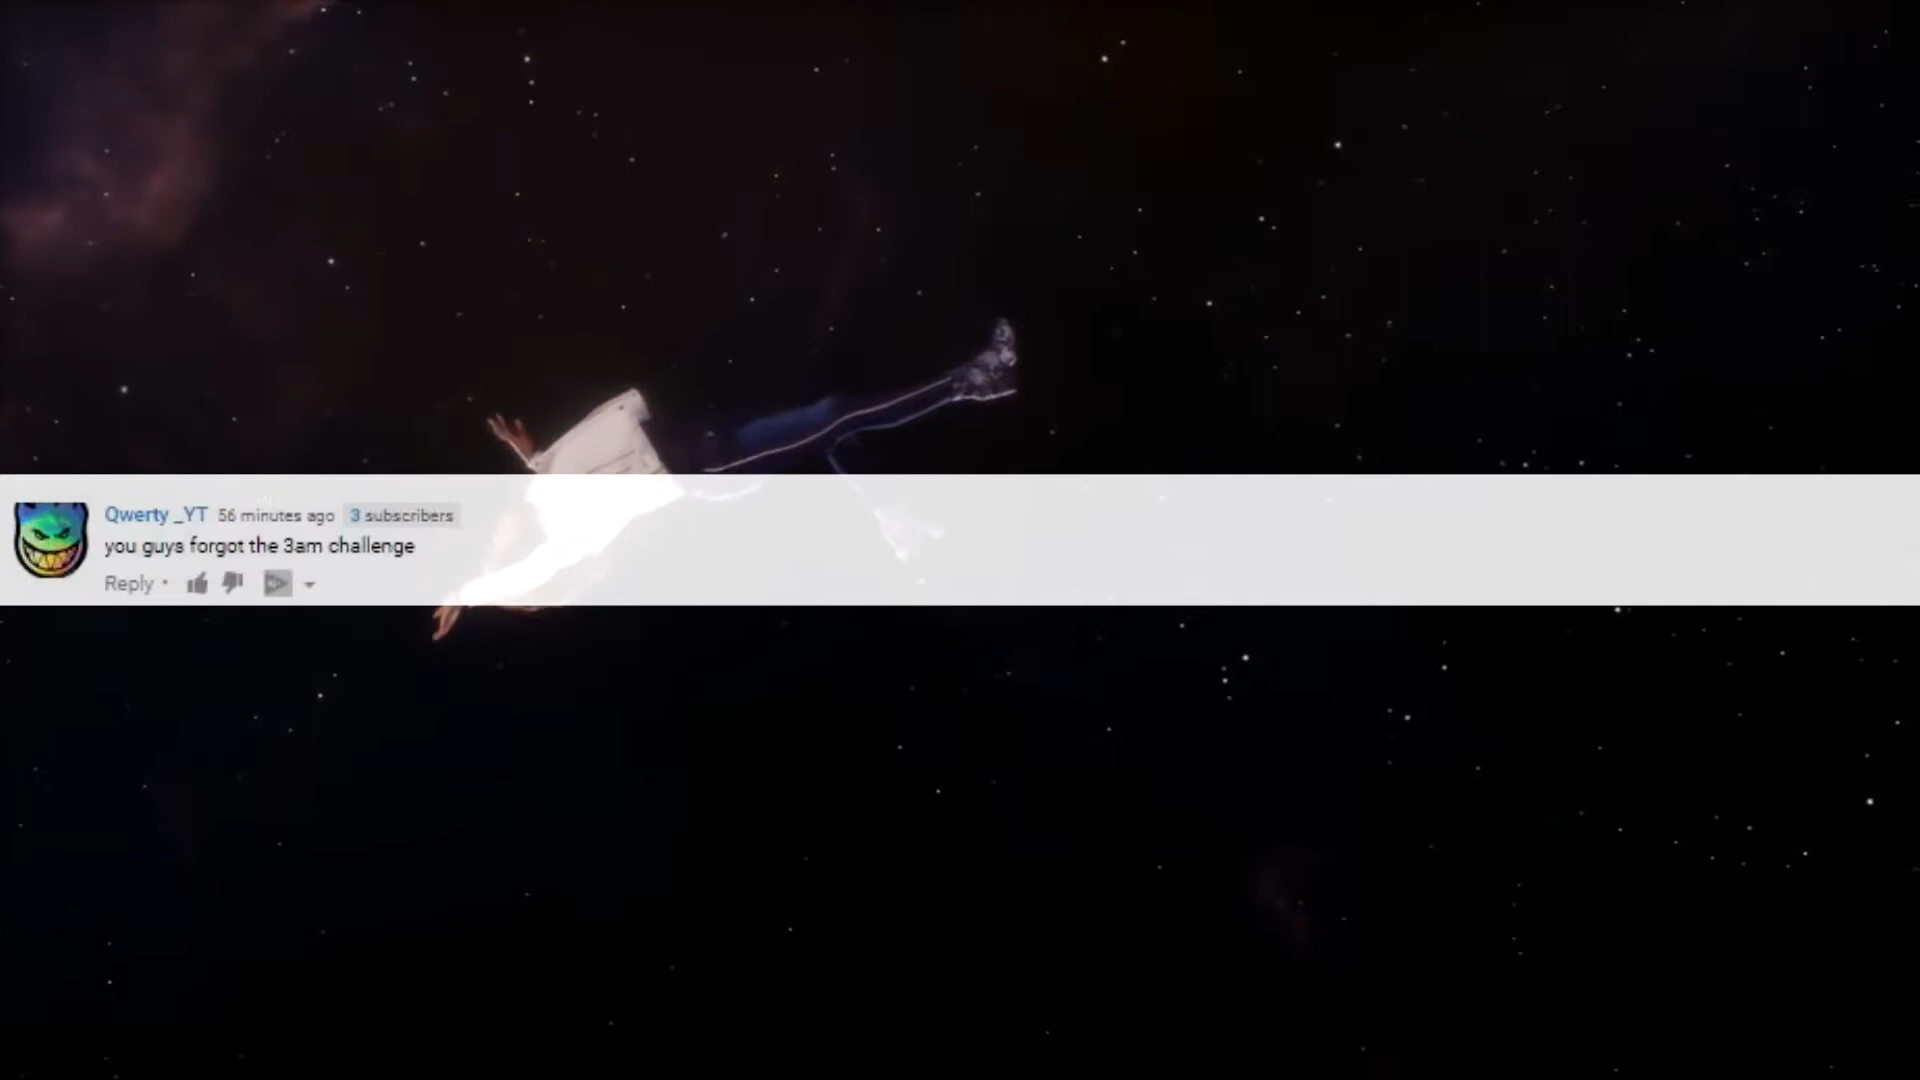 Qwerty _YT 56 minutes ago 3 subscribers
you guys forgot the 3am challenge
Reply •